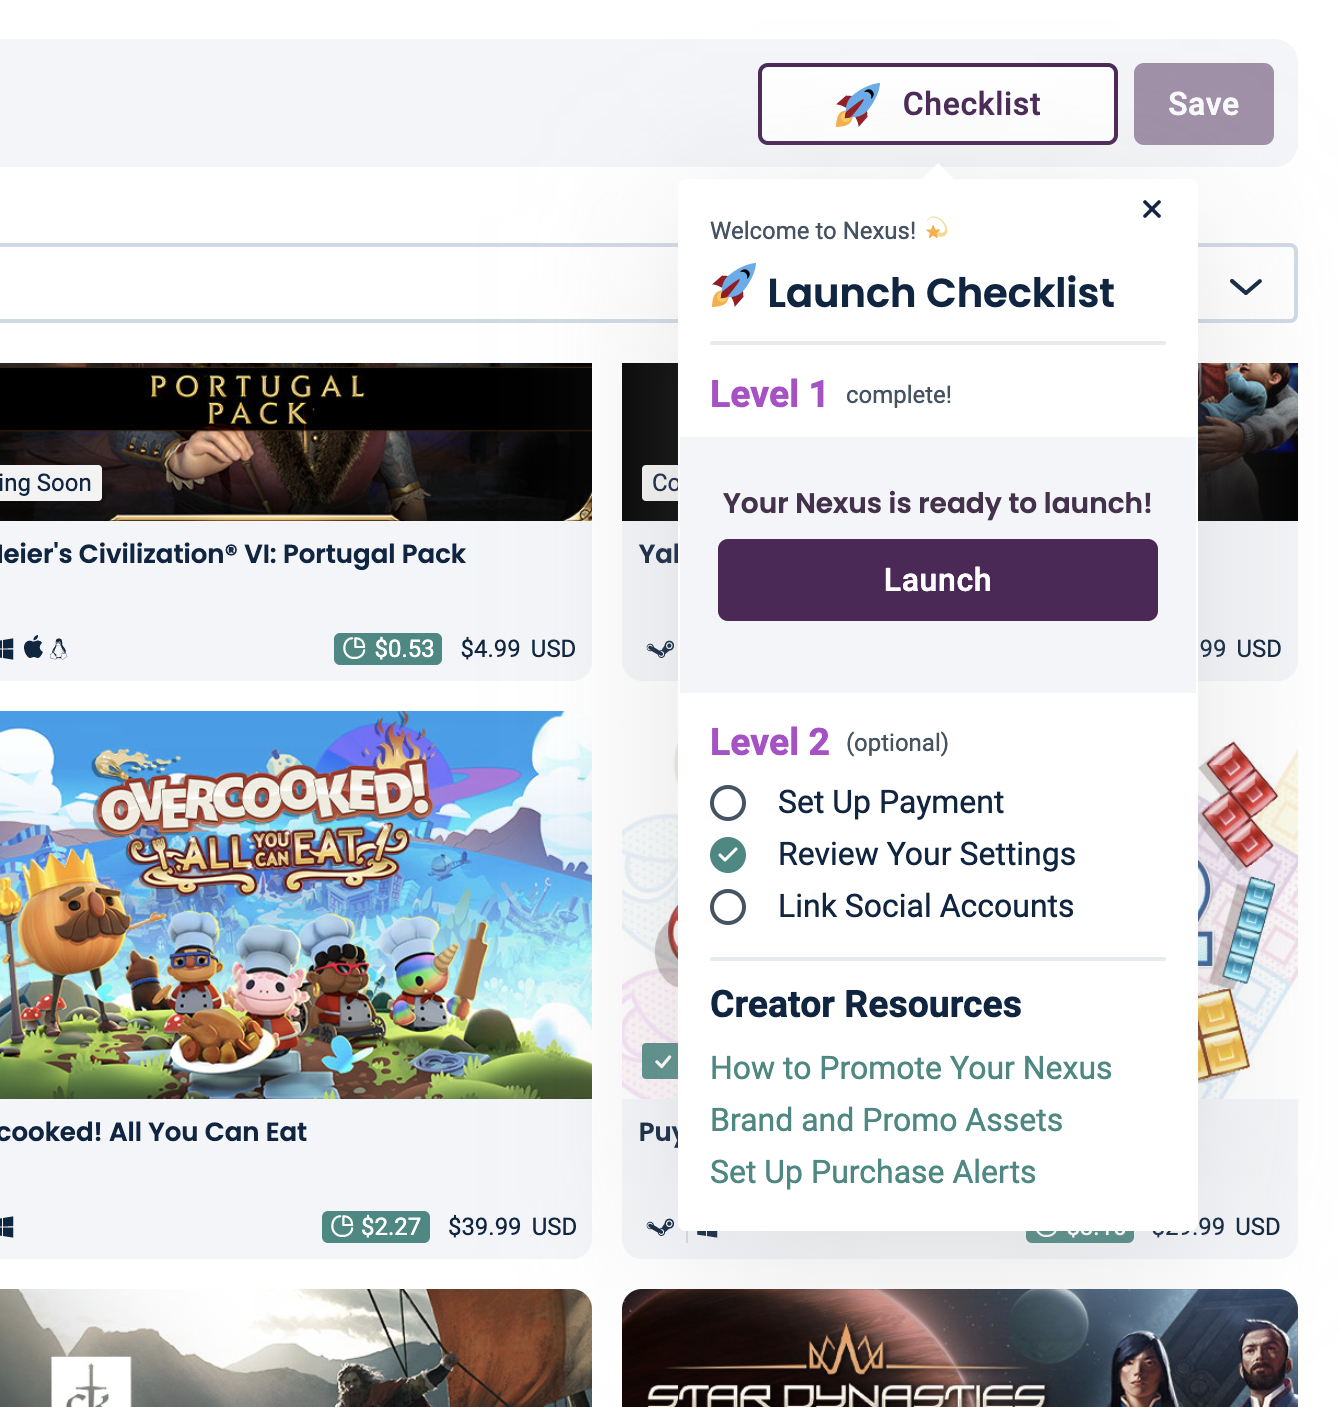 Checklist
Save
Welcome to Nexus!
Launch Checklist
Level 1 complete!
PORTUGAL
PACK
ing Soon
Co
Your Nexus is ready to launch!
eier's Civilization® VI: Portugal Pack
Yal
Launch
$0.53 $4.99 USD
99 USD
Level 2 (optional)
OVERCOOKED!
ALL YOU CAN EAT
Set Up Payment
Review Your Settings
Link Social Accounts
Creator Resources
How to Promote Your Nexus
Brand and Promo Assets
Set Up Purchase Alerts
cooked! All You Can Eat
Puy
$2.27 $39.99 USD
$29.99 USD
ck
STAR DYNASTIES